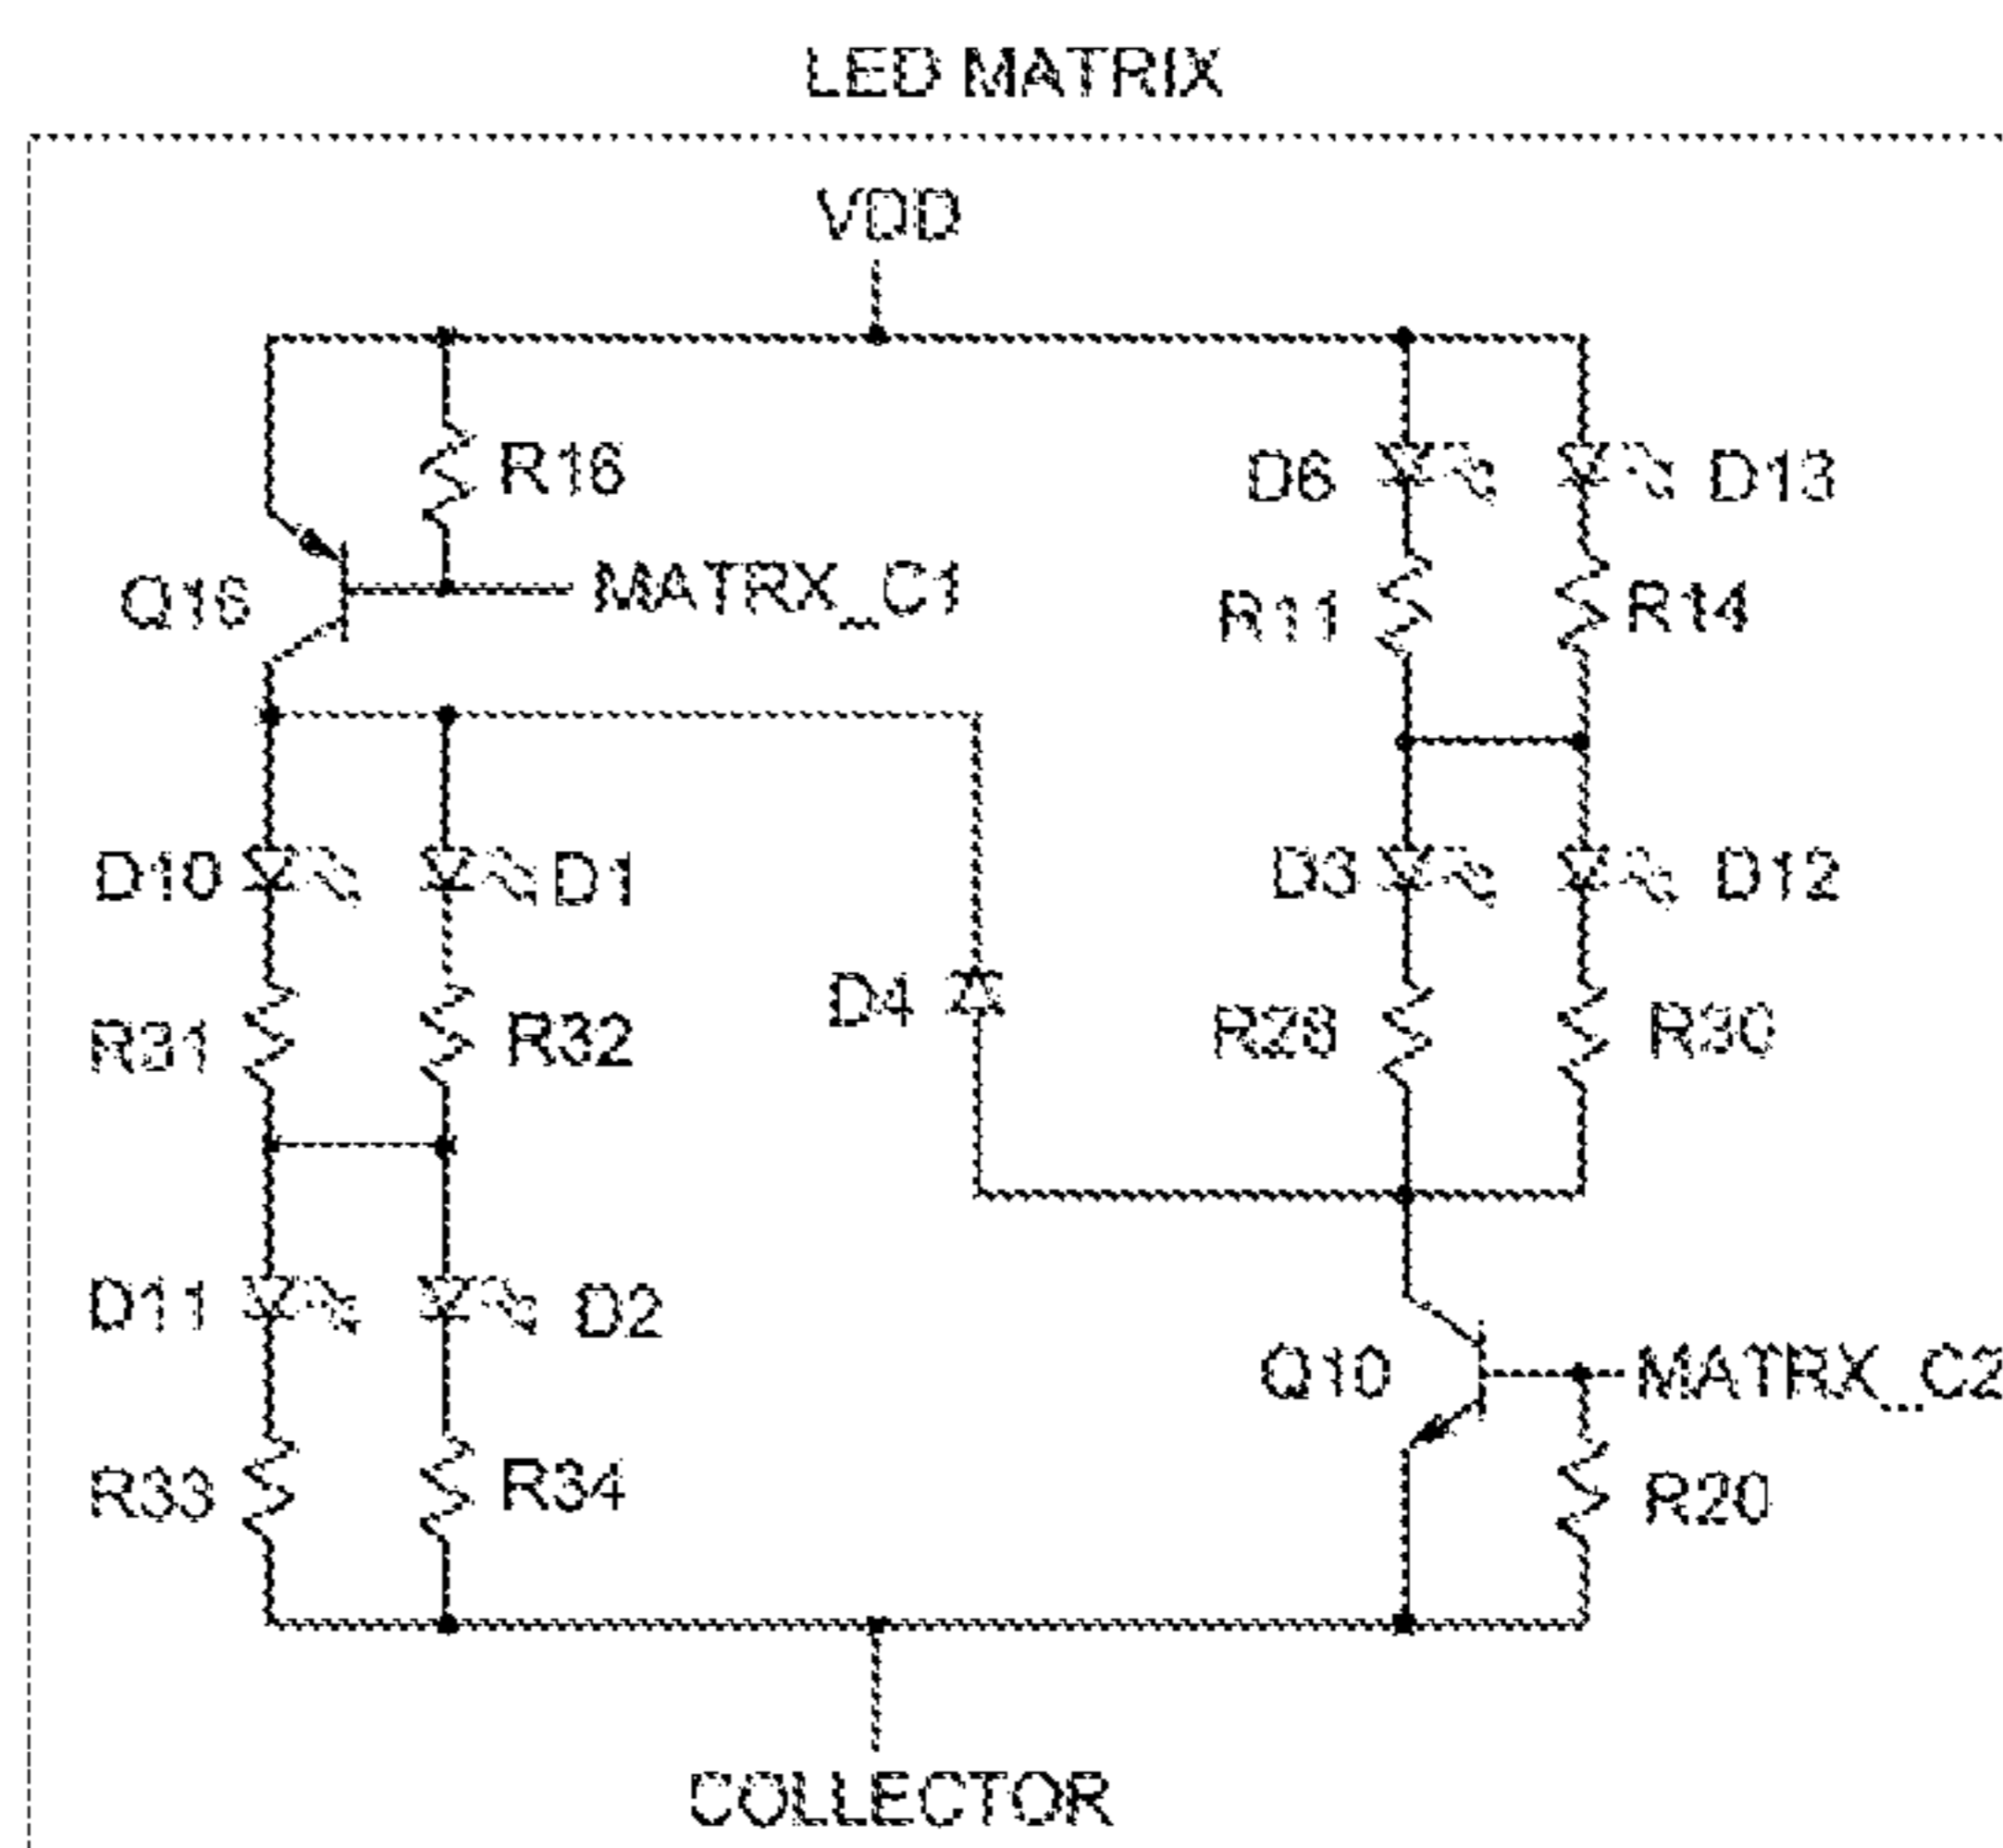 LED MATRIX
VDD
R16
D6
D13
Q16
MATRX_C1
R11
R14
D10
D1
D3
D12
D4
R31
R32
R28
R30
D11
D2
Q10
MATRX_C2
R33
R34
R20
COLLECTOR